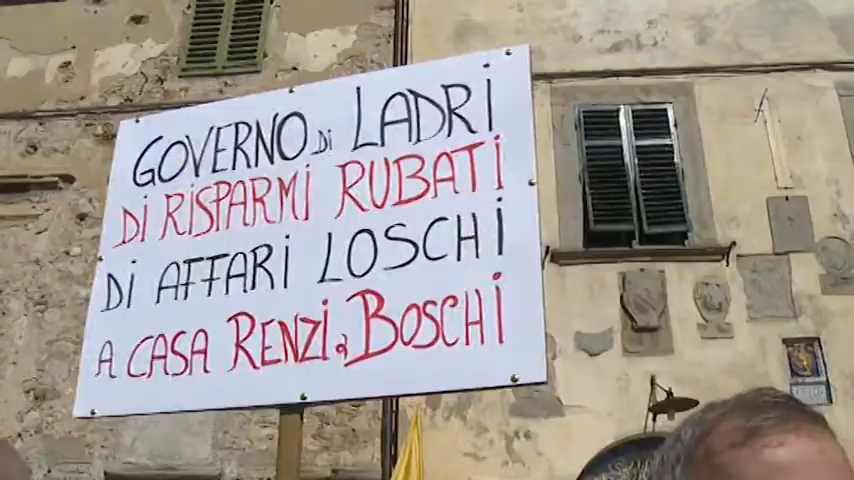 GOVERNO Di LADRi
Di RiSPARMi RUBATi
Di AFFARi LOSCHi
A CASA RENZi e BOSCHi